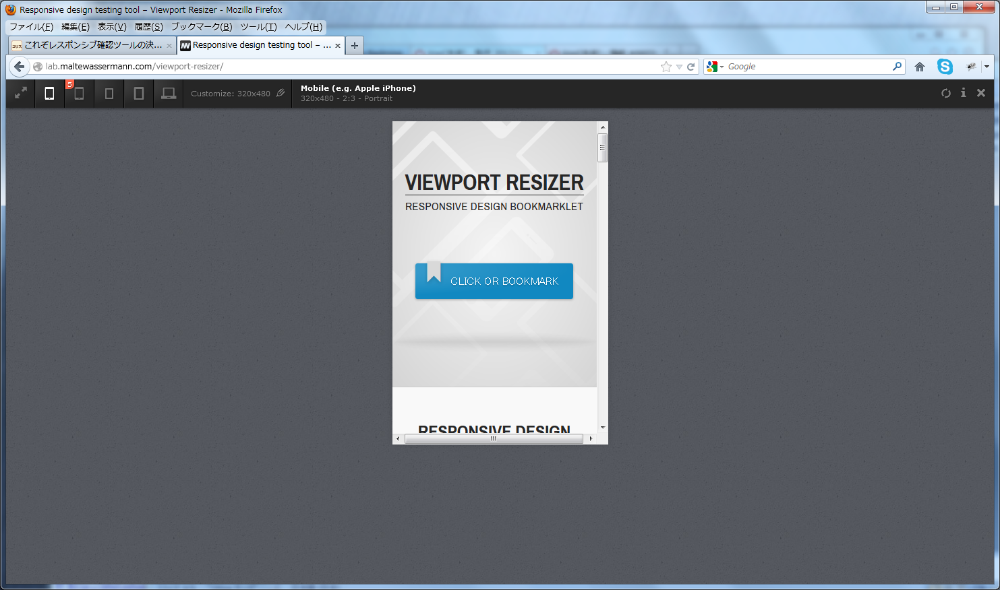 Responsive design testing tool – Viewport Resizer - Mozilla Firefox
ファイル(F) 編集(E) 表示(V) 履歴(S) ブックマーク(B) ツール(T) ヘルプ(H)
これぞレスポンシブ確認ツールの決... Responsive design testing tool – ...
lab.maltewassermann.com/viewport-resizer/ Google
5
Customize: 320x480
Mobile (e.g. Apple iPhone)
320x480 - 2:3 - Portrait
VIEWPORT RESIZER
RESPONSIVE DESIGN BOOKMARKLET
CLICK OR BOOKMARK
RESPONSIVE DESIGN